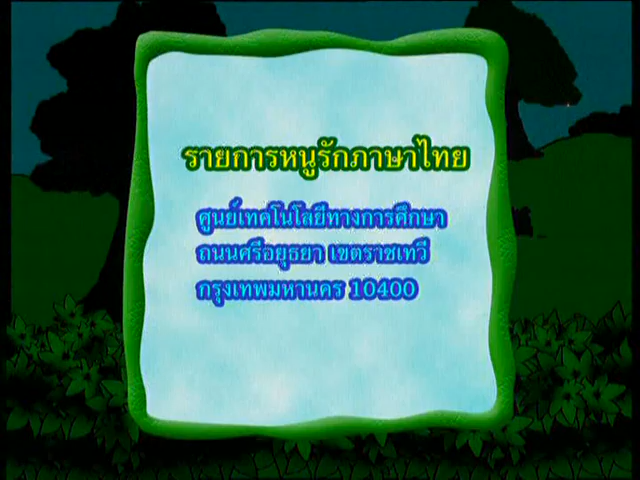 รายการหนูรักภาษาไทย
ศูนย์เทคโนโลยีทางการศึกษา
ถนนศรีอยุธยา เขตราชเทวี
กรุงเทพมหานคร 10400